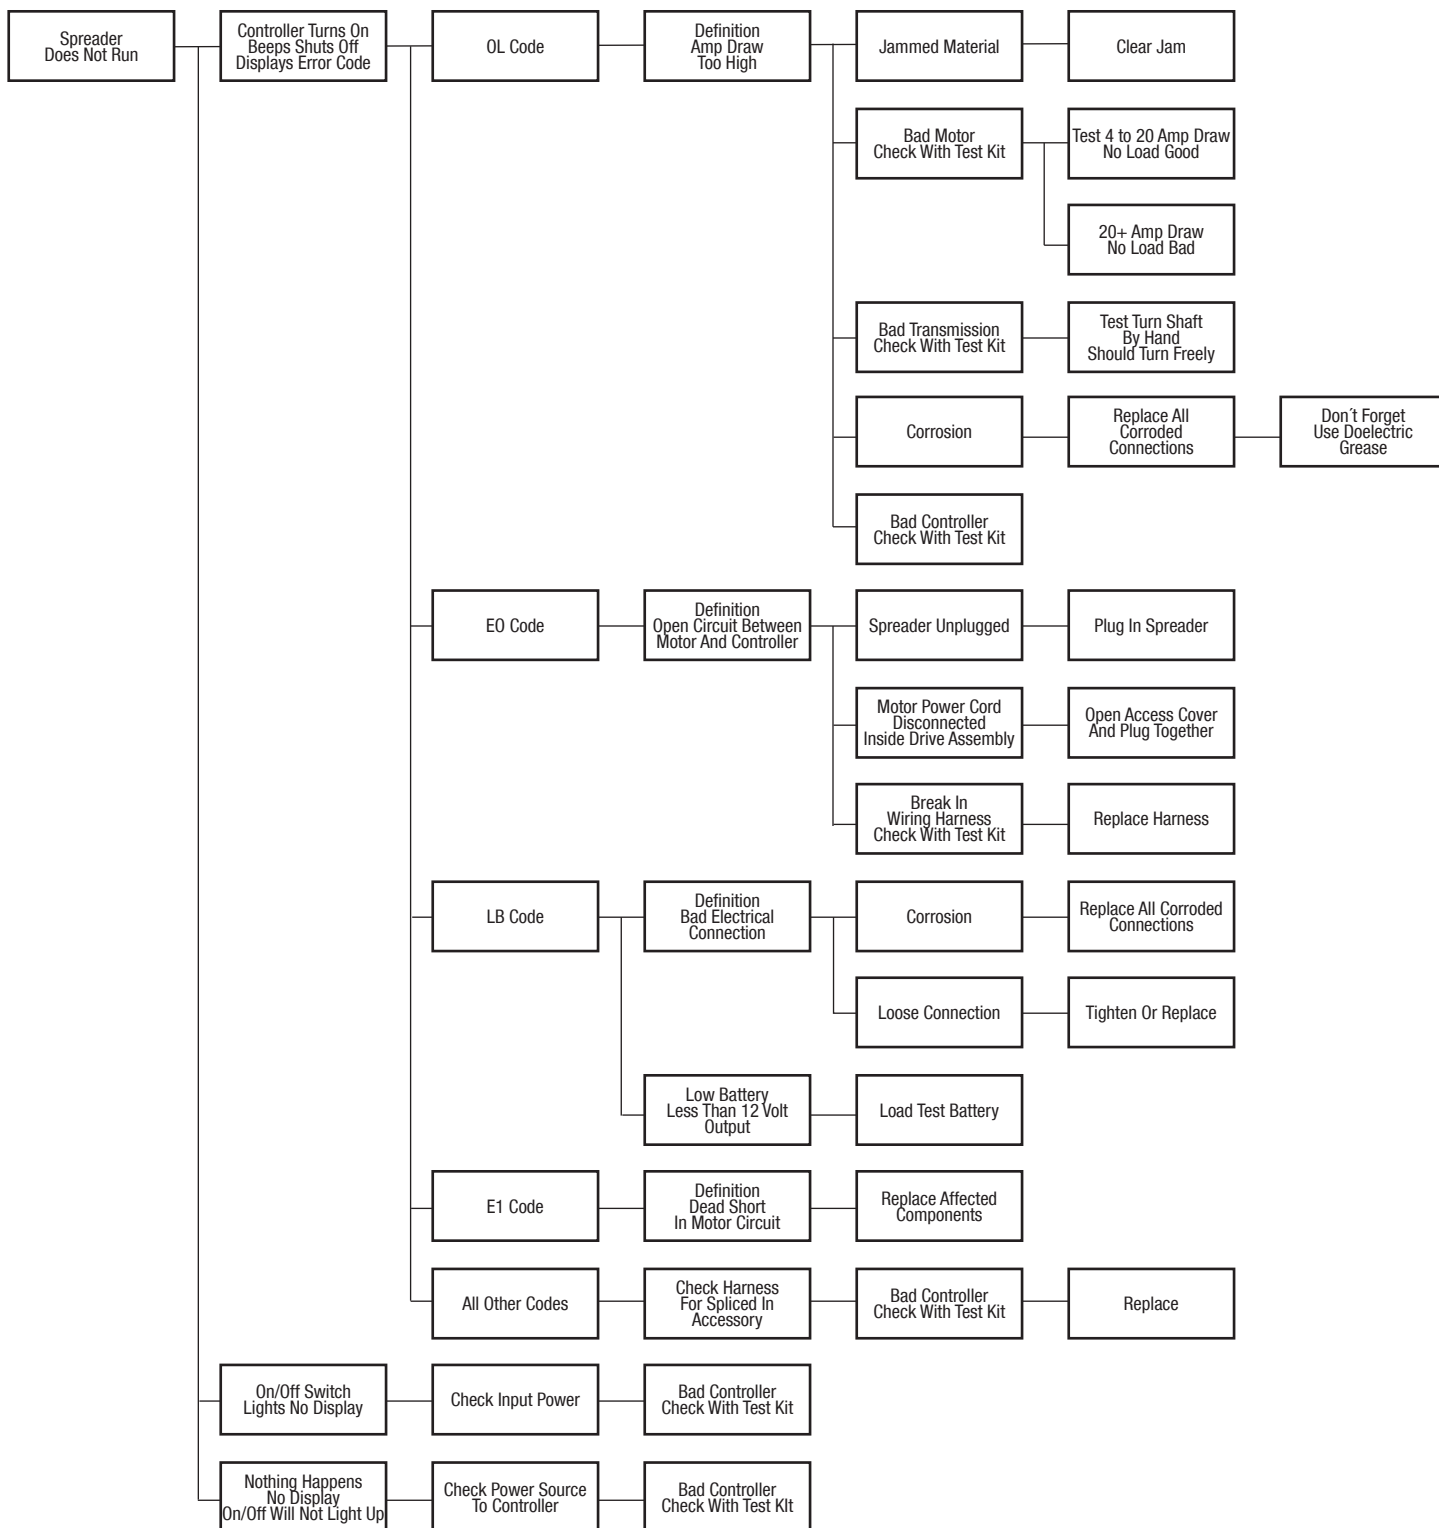 Spreader
Does Not Run
Controller Turns On
Beeps Shuts Off
Displays Error Code
OL Code
Definition
Amp Draw
Too High
Jammed Material
Clear Jam
Bad Motor
Check With Test Kit
Test 4 to 20 Amp Draw
No Load Good
20+ Amp Draw
No Load Bad
Bad Transmission
Check With Test Kit
Test Turn Shaft
By Hand
Should Turn Freely
Corrosion
Replace All
Corroded
Connections
Don´t Forget
Use Doelectric
Grease
Bad Controller
Check With Test Kit
EO Code
Definition
Open Circuit Between
Motor And Controller
Spreader Unplugged
Plug In Spreader
Motor Power Cord
Disconnected
Inside Drive Assembly
Open Access Cover
And Plug Together
Break In
Wiring Harness
Check With Test Kit
Replace Harness
LB Code
Definition
Bad Electrical
Connection
Corrosion
Replace All Corroded
Connections
Loose Connection
Tighten Or Replace
Low Battery
Less Than 12 Volt
Output
Load Test Battery
E1 Code
Definition
Dead Short
In Motor Circuit
Replace Affected
Components
All Other Codes
Check Harness
For Spliced In
Accessory
Bad Controller
Check With Test Kit
Replace
On/Off Switch
Lights No Display
Check Input Power
Bad Controller
Check With Test Kit
Nothing Happens
No Display
On/Off Will Not Light Up
Check Power Source
To Controller
Bad Controller
Check With Test KIt